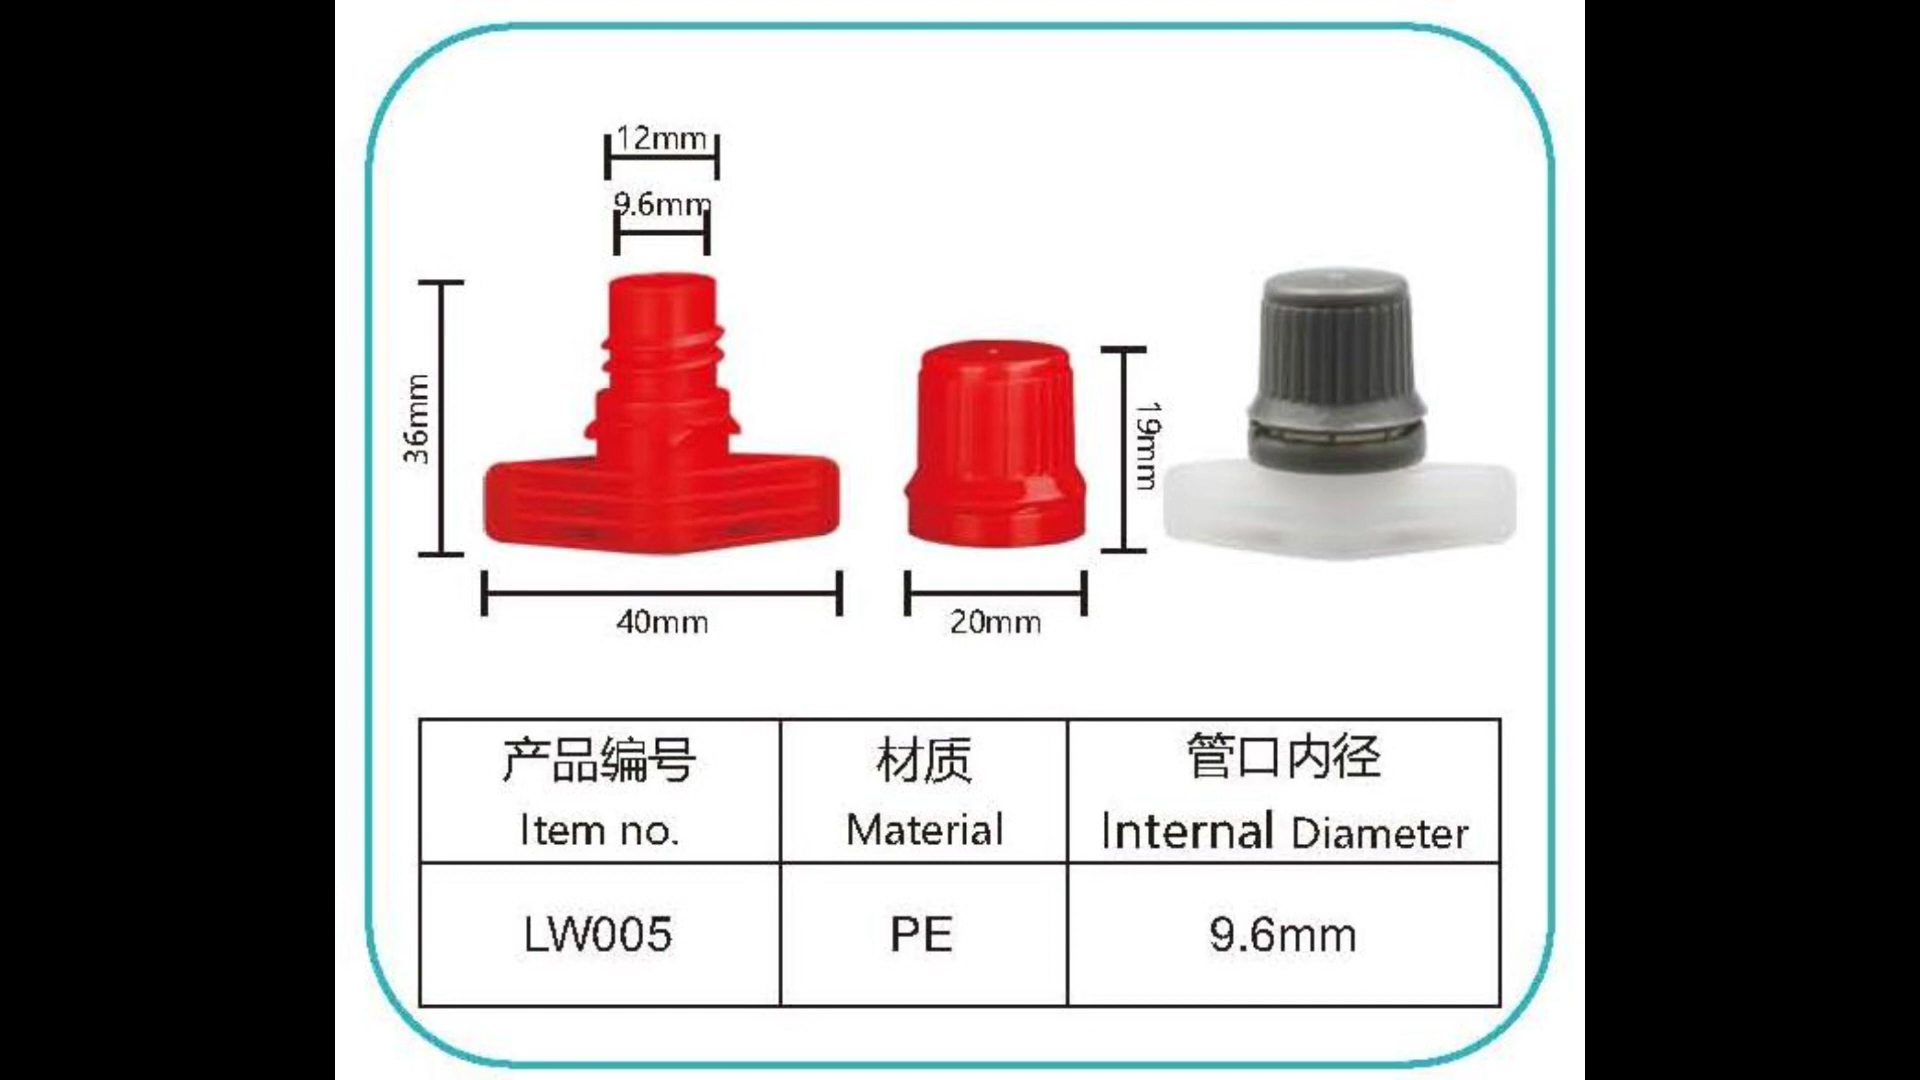 12mm
9.6mm
36mm
19mm
40mm
20mm
产品编号 材质 管口内径
Item no. Material Internal Diameter
LW005 PE 9.6mm